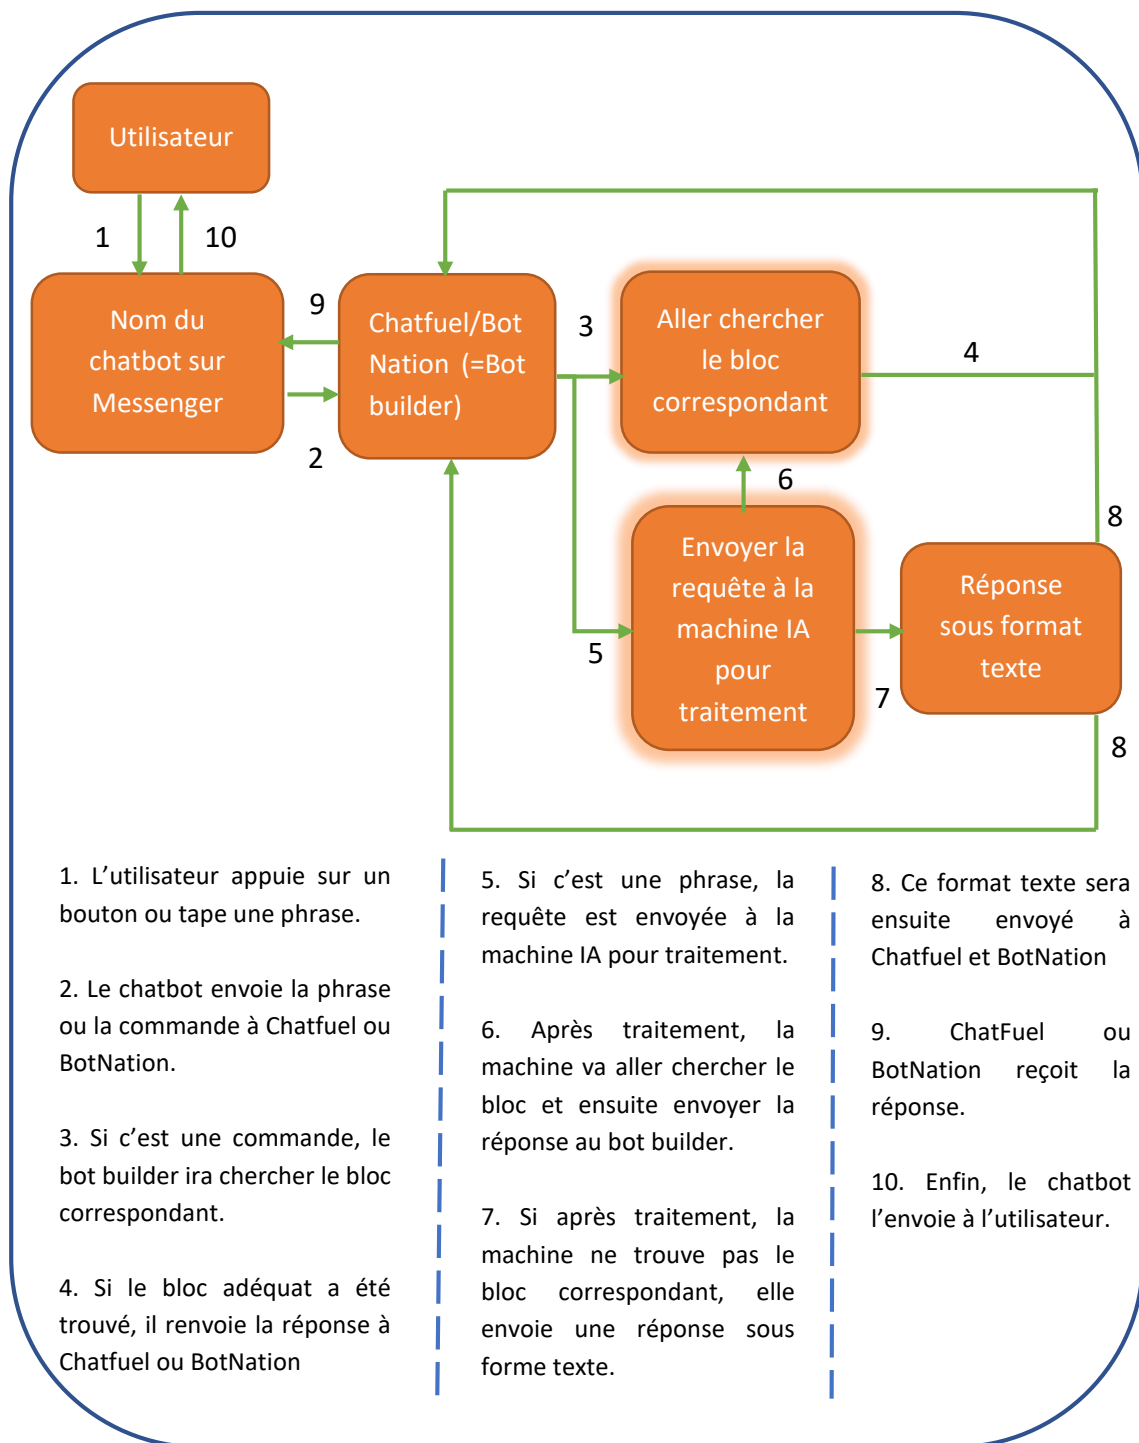 Utilisateur
1
10
Nom du
chatbot sur
Messenger
9
2
Chatfuel/Bot
Nation (=Bot
builder)
3
Aller chercher
le bloc
correspondant
4
6
Envoyer la
requête à la
machine IA
pour
traitement
5
7
8
Réponse
sous format
texte
8
1. L’utilisateur appuie sur un
bouton ou tape une phrase.
2. Le chatbot envoie la phrase
ou la commande à Chatfuel ou
BotNation.
3. Si c’est une commande, le
bot builder ira chercher le bloc
correspondant.
4. Si le bloc adéquat a été
trouvé, il renvoie la réponse à
Chatfuel ou BotNation
5. Si c’est une phrase, la
requête est envoyée à la
machine IA pour traitement.
6. Après traitement, la
machine va aller chercher le
bloc et ensuite envoyer la
réponse au bot builder.
7. Si après traitement, la
machine ne trouve pas le
bloc correspondant, elle
envoie une réponse sous
forme texte.
8. Ce format texte sera
ensuite envoyé à
Chatfuel et BotNation
9. ChatFuel ou
BotNation reçoit la
réponse.
10. Enfin, le chatbot
l’envoie à l’utilisateur.